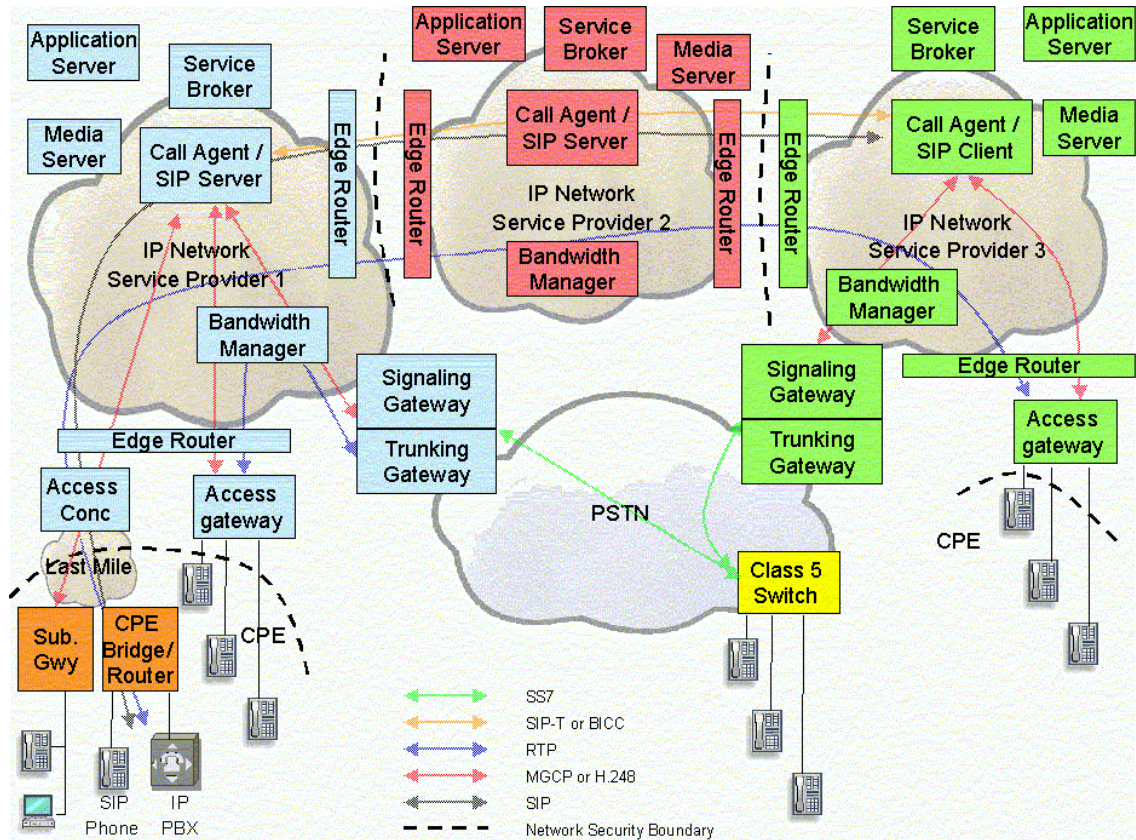 Application
Server
Service
Broker
Media
Server
Call Agent /
SIP Server
Edge Router
IP Network
Service Provider 1
Bandwidth
Manager
Application
Server
Service
Broker
Media
Server
Edge Router
Call Agent /
SIP Server
IP Network
Service Provider 2
Bandwidth
Manager
Edge Router
Service
Broker
Application
Server
Edge Router
Call Agent /
SIP Client
Media
Server
IP Network
Service Provider 3
Bandwidth
Manager
Edge Router
Signaling
Gateway
Trunking
Gateway
Signaling
Gateway
Trunking
Gateway
Access
gateway
Edge Router
Access
Conc
Access
gateway
PSTN
CPE
Last Mile
Class 5
Switch
Sub.
Gwy
CPE
Bridge/
Router
CPE
SIP
Phone
IP
PBX
SS7
SIP-T or BICC
RTP
MGCP or H.248
SIP
Network Security Boundary